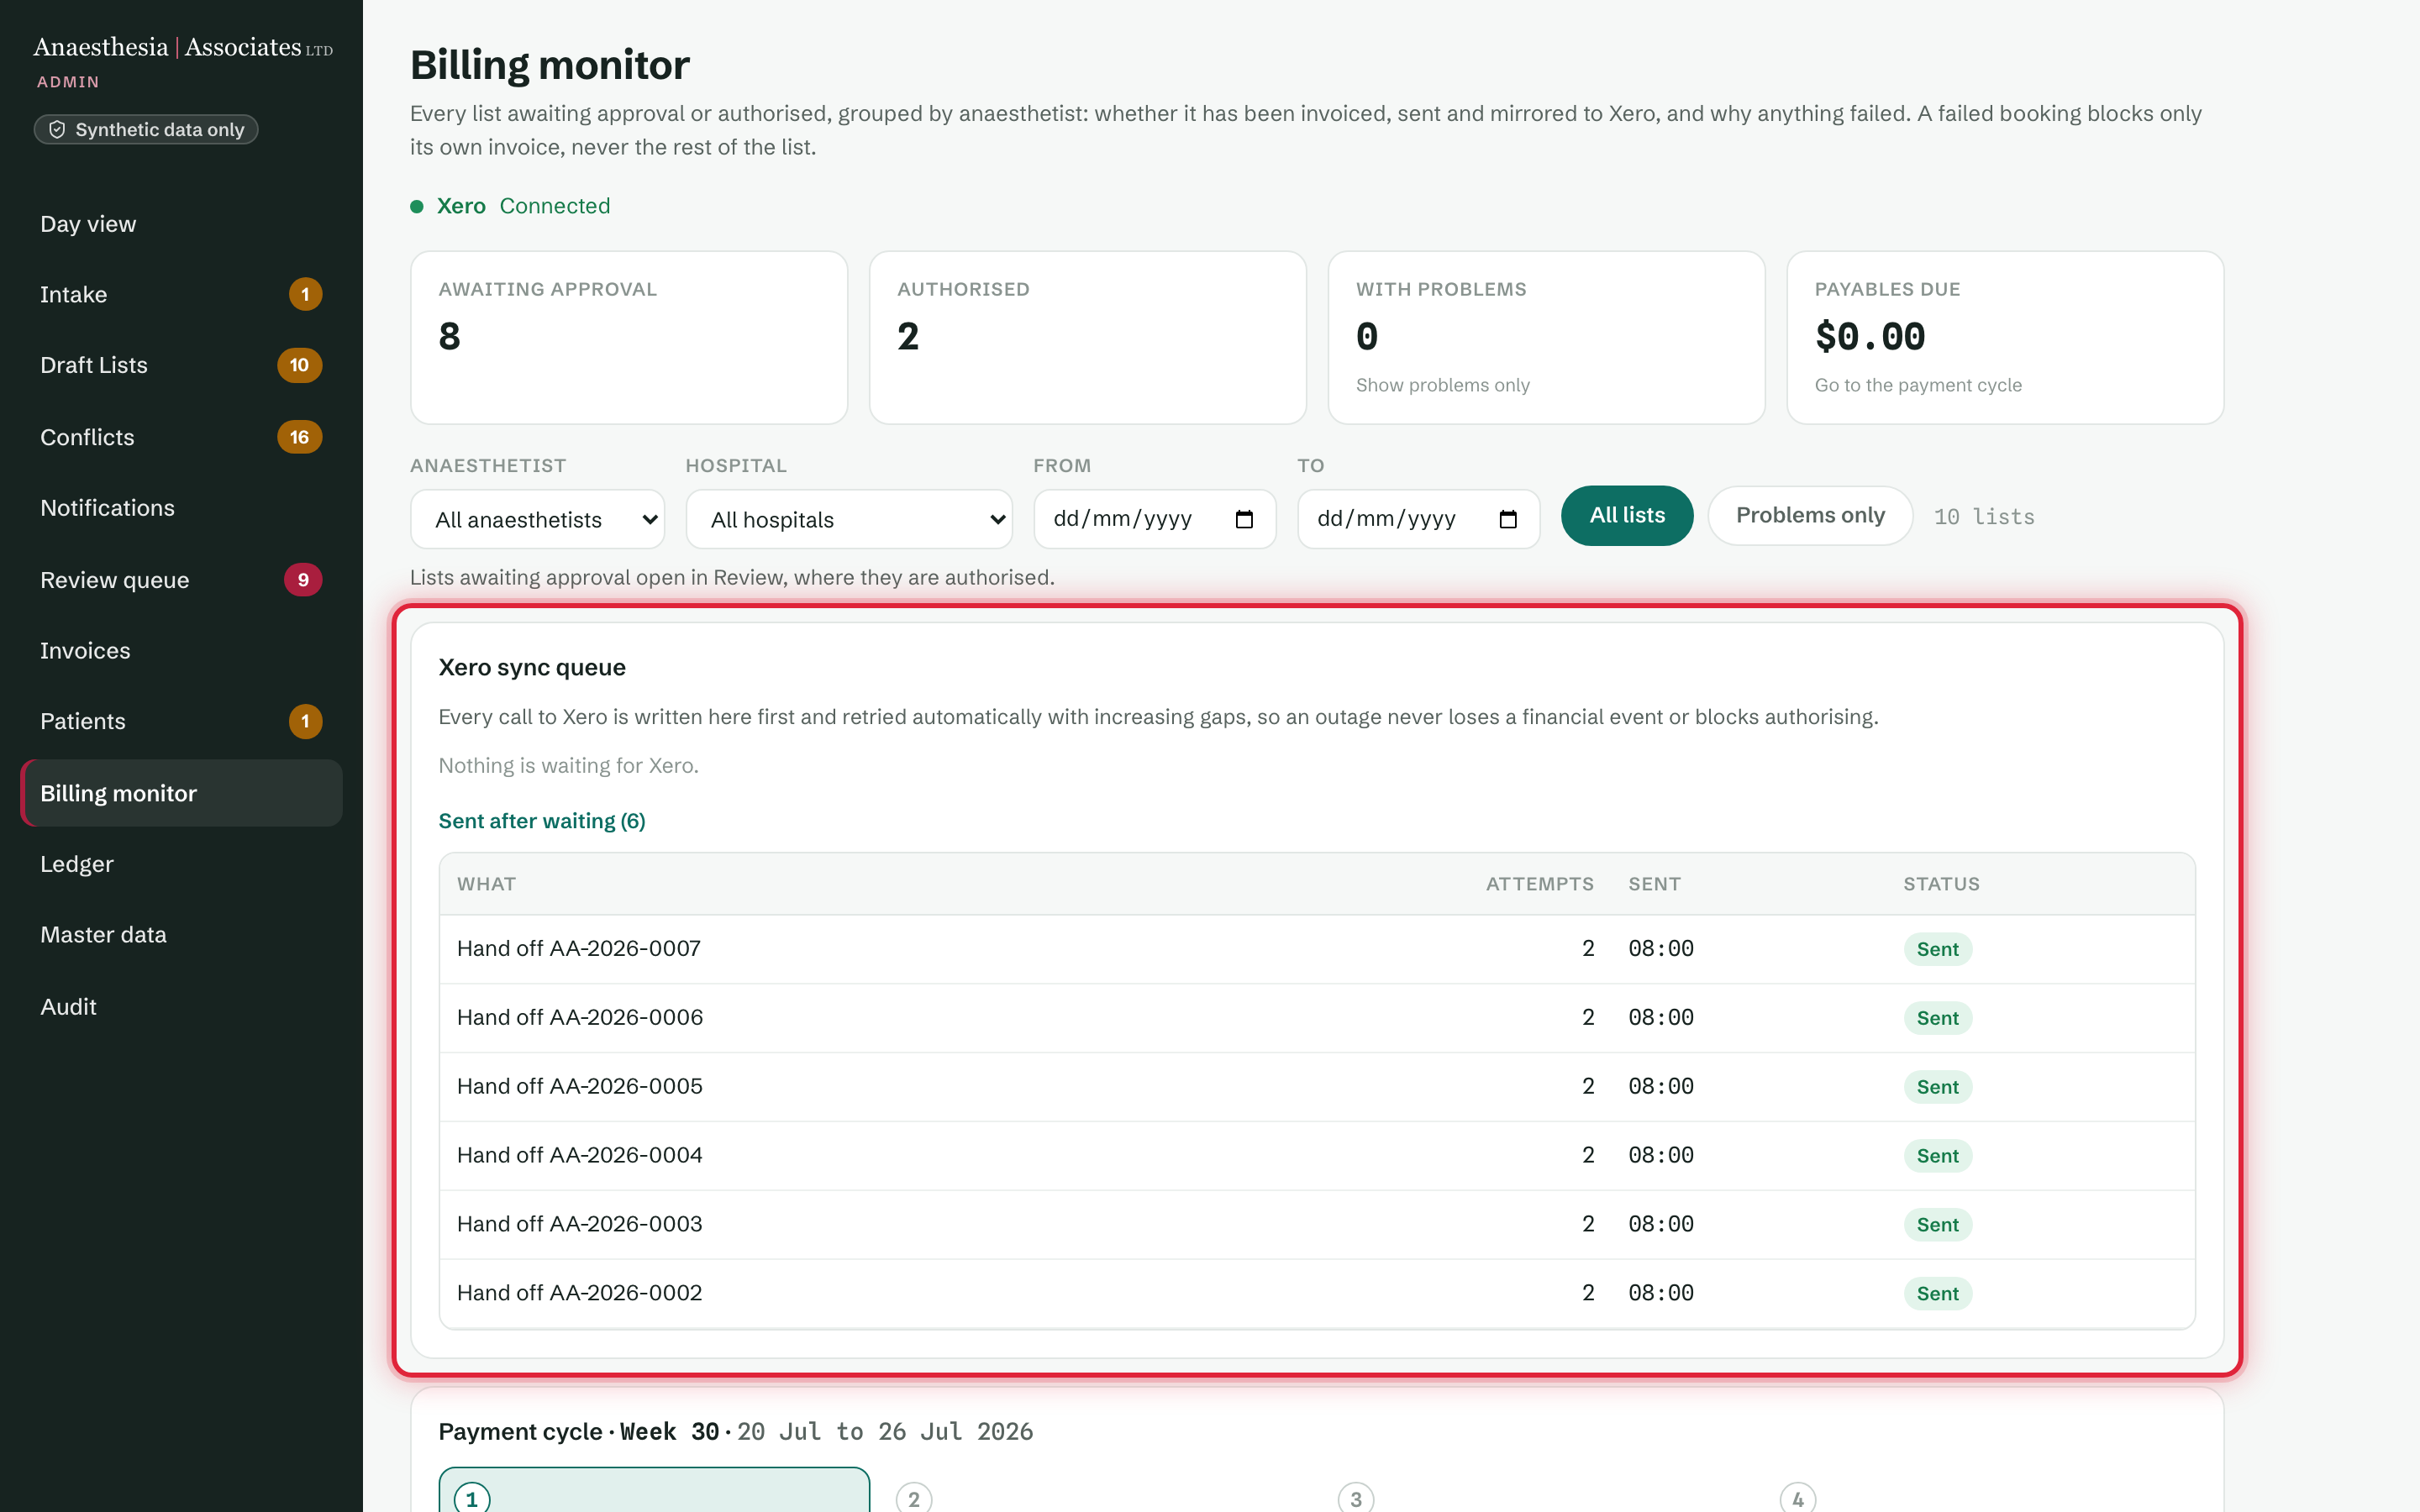 Anaesthesia | Associates LTD
ADMIN
Synthetic data only
Day view
Intake 1
Draft Lists 10
Conflicts 16
Notifications
Review queue 9
Invoices
Patients 1
Billing monitor
Ledger
Master data
Audit
Billing monitor
Every list awaiting approval or authorised, grouped by anaesthetist: whether it has been invoiced, sent and mirrored to Xero, and why anything failed. A failed booking blocks only
its own invoice, never the rest of the list.
Xero Connected
AWAITING APPROVAL
8
AUTHORISED
2
WITH PROBLEMS
0
Show problems only
PAYABLES DUE
$0.00
Go to the payment cycle
ANAESTHETIST HOSPITAL FROM TO
All anaesthetists All hospitals dd/mm/yyyy dd/mm/yyyy All lists Problems only 10 lists
Lists awaiting approval open in Review, where they are authorised.
Xero sync queue
Every call to Xero is written here first and retried automatically with increasing gaps, so an outage never loses a financial event or blocks authorising.
Nothing is waiting for Xero.
Sent after waiting (6)
WHAT ATTEMPTS SENT STATUS
Hand off AA-2026-0007 2 08:00 Sent
Hand off AA-2026-0006 2 08:00 Sent
Hand off AA-2026-0005 2 08:00 Sent
Hand off AA-2026-0004 2 08:00 Sent
Hand off AA-2026-0003 2 08:00 Sent
Hand off AA-2026-0002 2 08:00 Sent
Payment cycle · Week 30 · 20 Jul to 26 Jul 2026
1 2 3 4